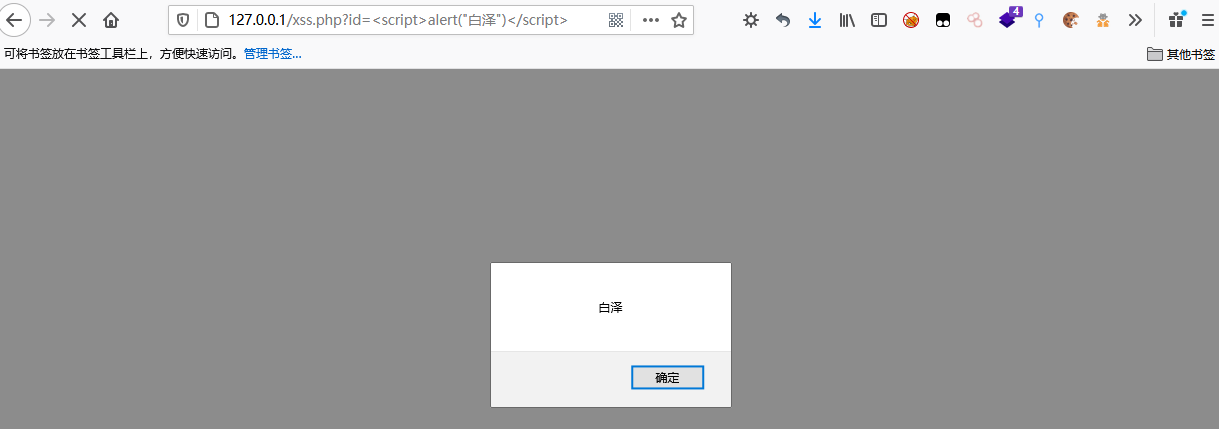 127.0.0.1/xss.php?id=<script>alert("白泽")</script>
4
可将书签放在书签工具栏上，方便快速访问。管理书签...
其他书签
白泽
确定